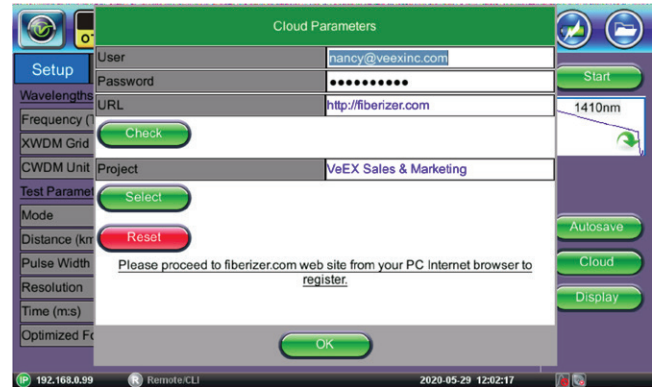 Cloud Parameters
User nancy@veexinc.com
Password ••••••••••
URL http://fiberizer.com
Check
Project VeEX Sales & Marketing
Select
Reset
Please proceed to fiberizer.com web site from your PC Internet browser to
register.
OK
Setup
Wavelengths
Frequency (T
XWDM Grid
CWDM Unit
Test Paramet
Mode
Distance (km
Pulse Width
Resolution
Time (m:s)
Optimized Fo
Start
1410nm
Autosave
Cloud
Display
IP 192.168.0.99 R Remote/CLI 2020-05-29 12:02:17